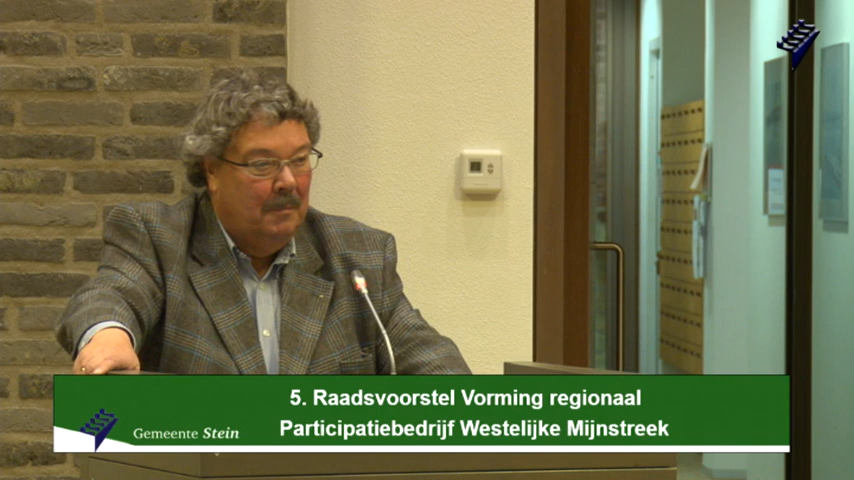 5. Raadsvoorstel Vorming regionaal
Participatiebedrijf Westelijke Mijnstreek
Gemeente Stein